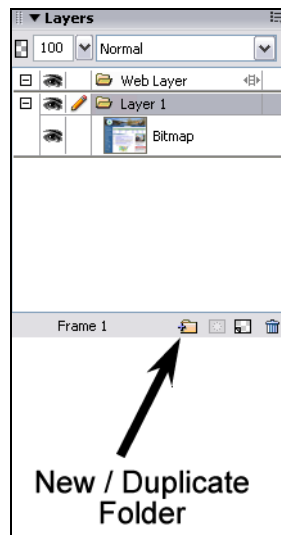 Layers
100 Normal
Web Layer
Layer 1
Bitmap
Frame 1
New / Duplicate
Folder